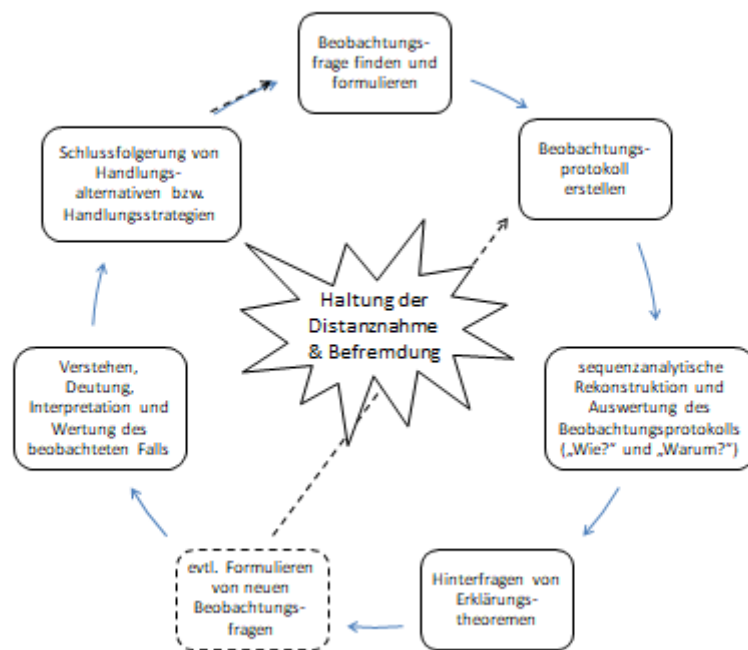 Beobachtungs-
frage finden und
formulieren
Beobachtungs-
protokoll
erstellen
sequenzanalytische
Rekonstruktion und
Auswertung des
Beobachtungsprotokolls
(„Wie?“ und „Warum?“)
Hinterfragen von
Erklärungs-
theoremen
evtl. Formulieren
von neuen
Beobachtungs-
fragen
Verstehen,
Deutung,
Interpretation und
Wertung des
beobachteten Falls
Schlussfolgerung von
Handlungs-
alternativen bzw.
Handlungsstrategien
Haltung der
Distanznahme
& Befremdung